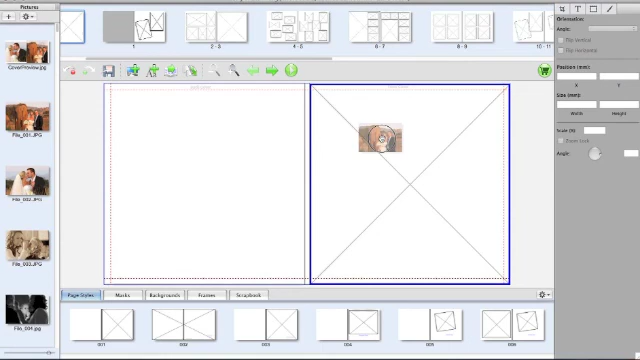 Pictures
CoverPreview.jpg
File_001.JPG
File_002.JPG
File_003.JPG
File_004.jpg
1
2 - 3
4 - 5
6 - 7
8 - 9
10 - 11
Page Styles
Masks
Backgrounds
Frames
Scrapbook
001
002
003
004
005
006
Orientation:
Angle:
Flip Vertical
Flip Horizontal
Position (mm):
X
Y
Size (mm):
Width
Height
Scale (%)
Zoom Lock
Angle: